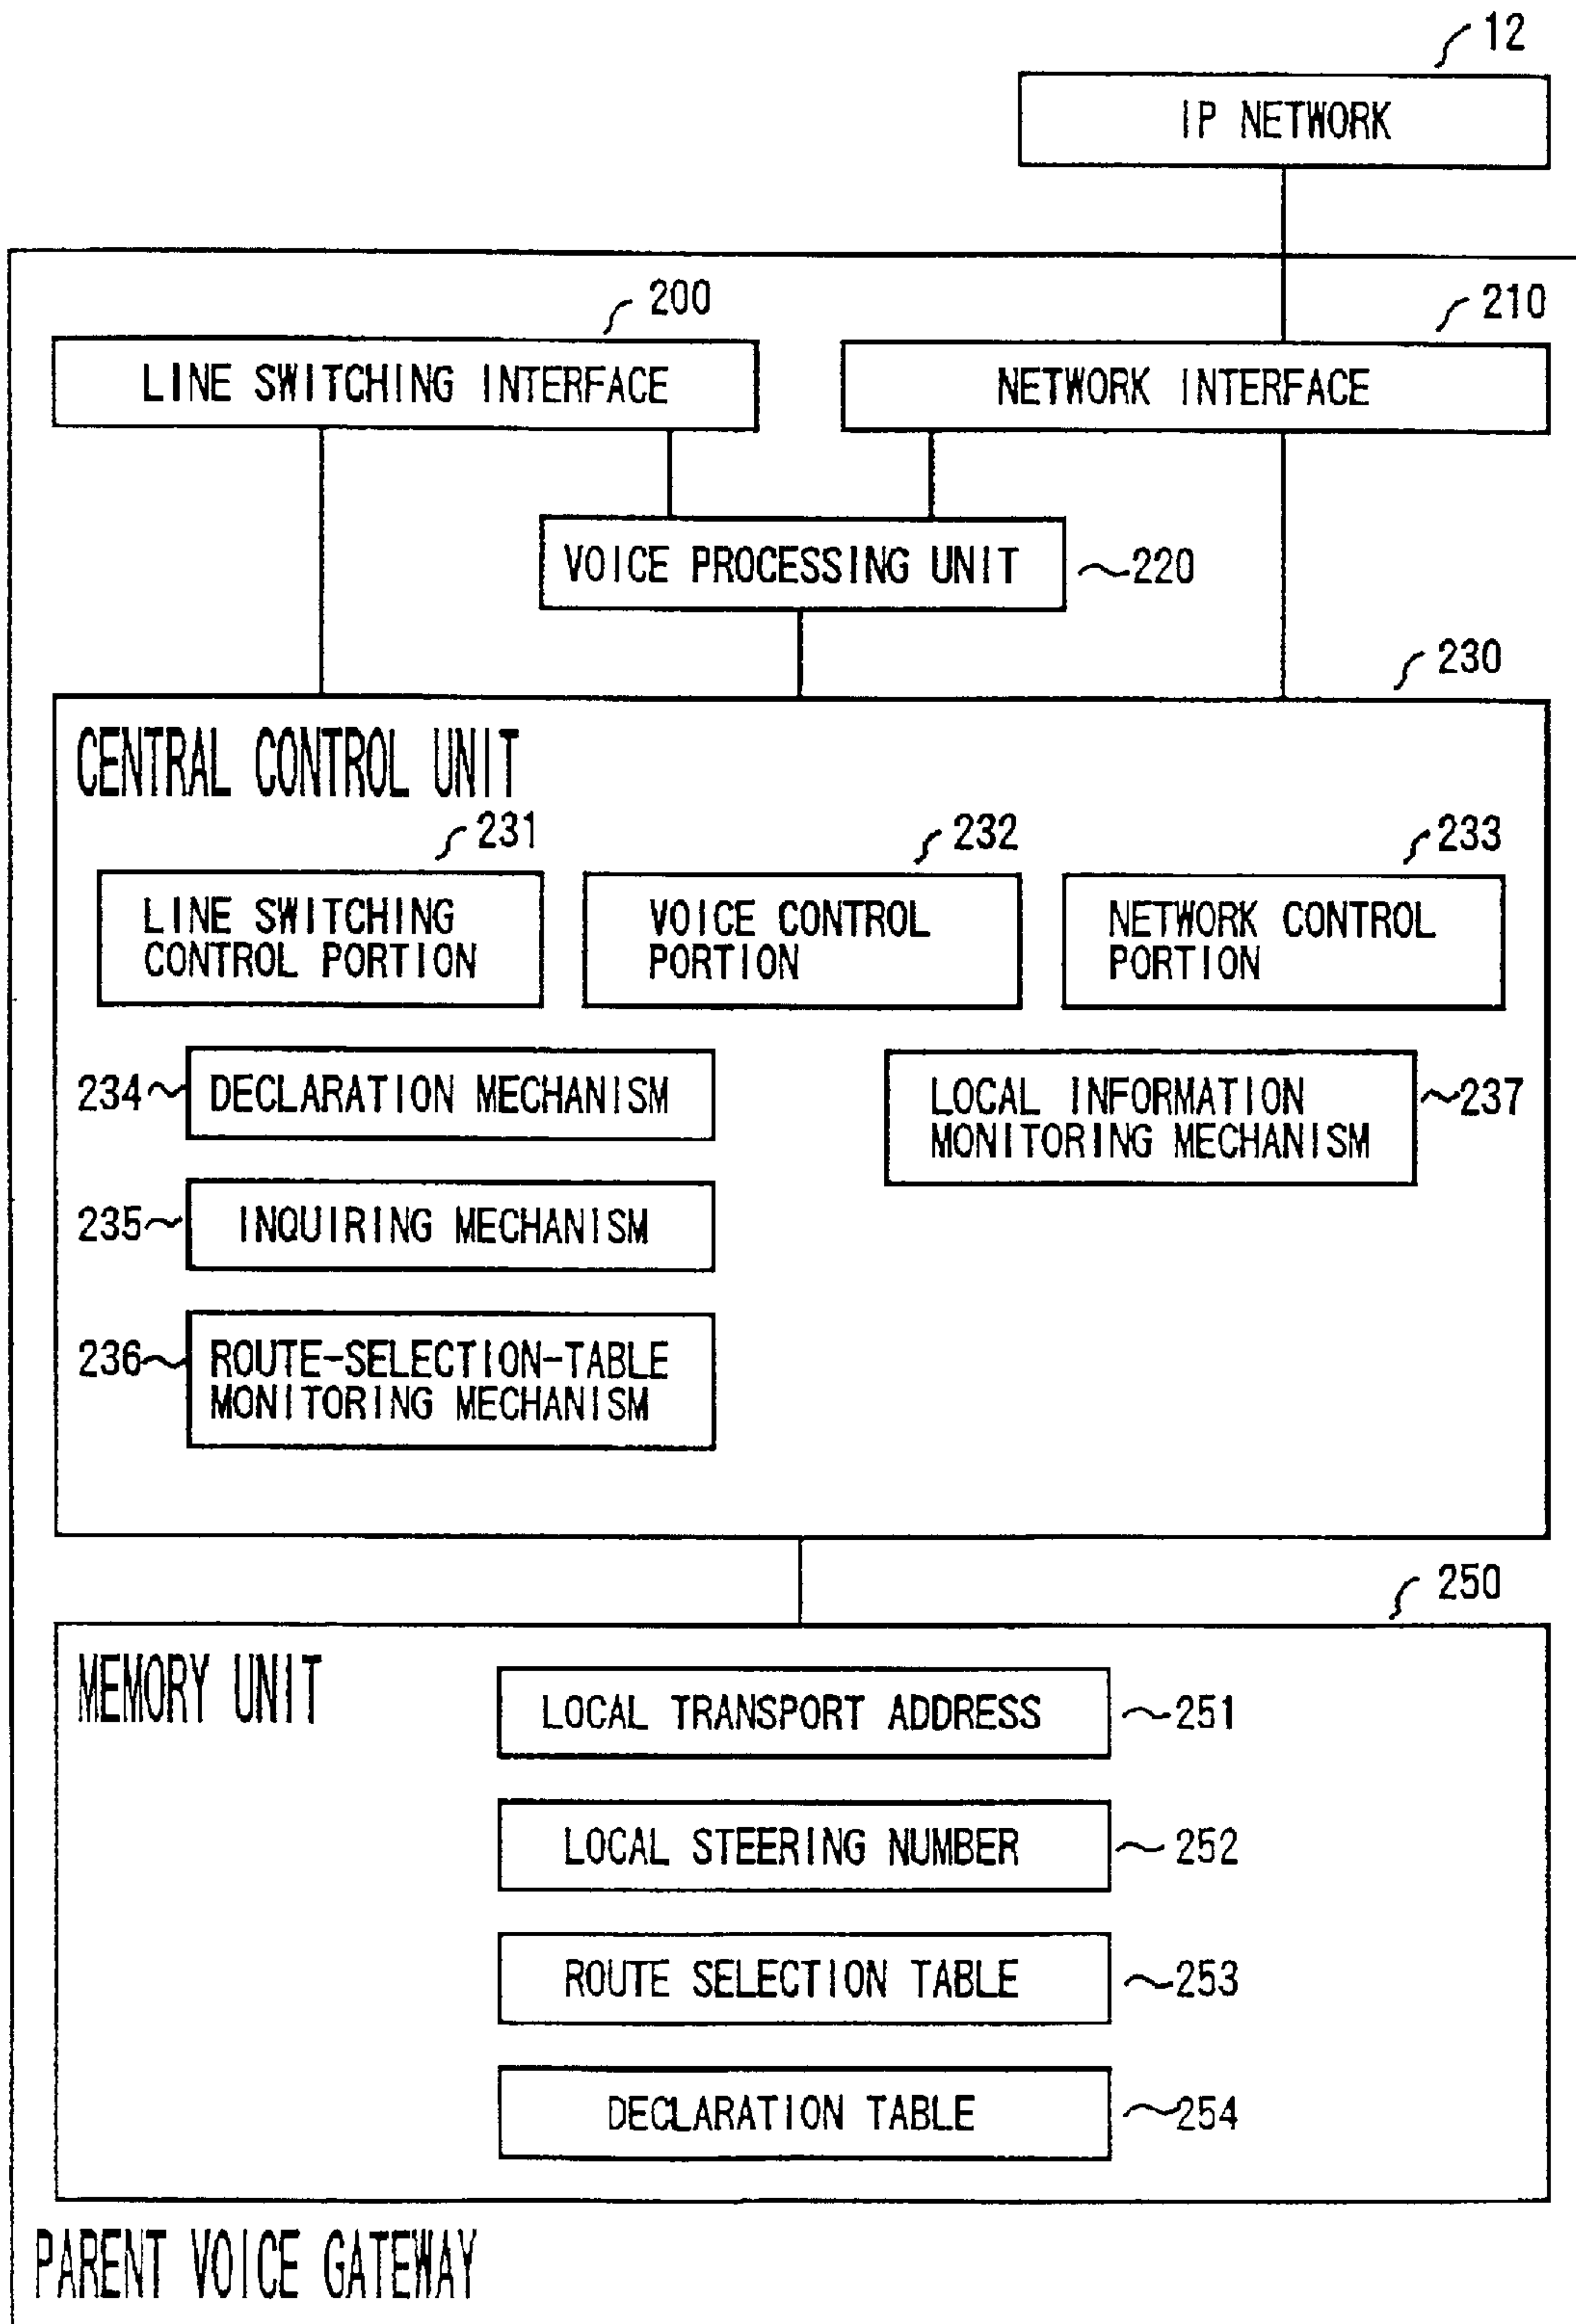 12
IP NETWORK
200
210
LINE SWITCHING INTERFACE
NETWORK INTERFACE
VOICE PROCESSING UNIT
220
230
CENTRAL CONTROL UNIT
231
232
233
LINE SWITCHING
CONTROL PORTION
VOICE CONTROL
PORTION
NETWORK CONTROL
PORTION
234
DECLARATION MECHANISM
LOCAL INFORMATION
MONITORING MECHANISM
237
235
INQUIRING MECHANISM
236
ROUTE-SELECTION-TABLE
MONITORING MECHANISM
250
MEMORY UNIT
LOCAL TRANSPORT ADDRESS
251
LOCAL STEERING NUMBER
252
ROUTE SELECTION TABLE
253
DECLARATION TABLE
254
PARENT VOICE GATEWAY